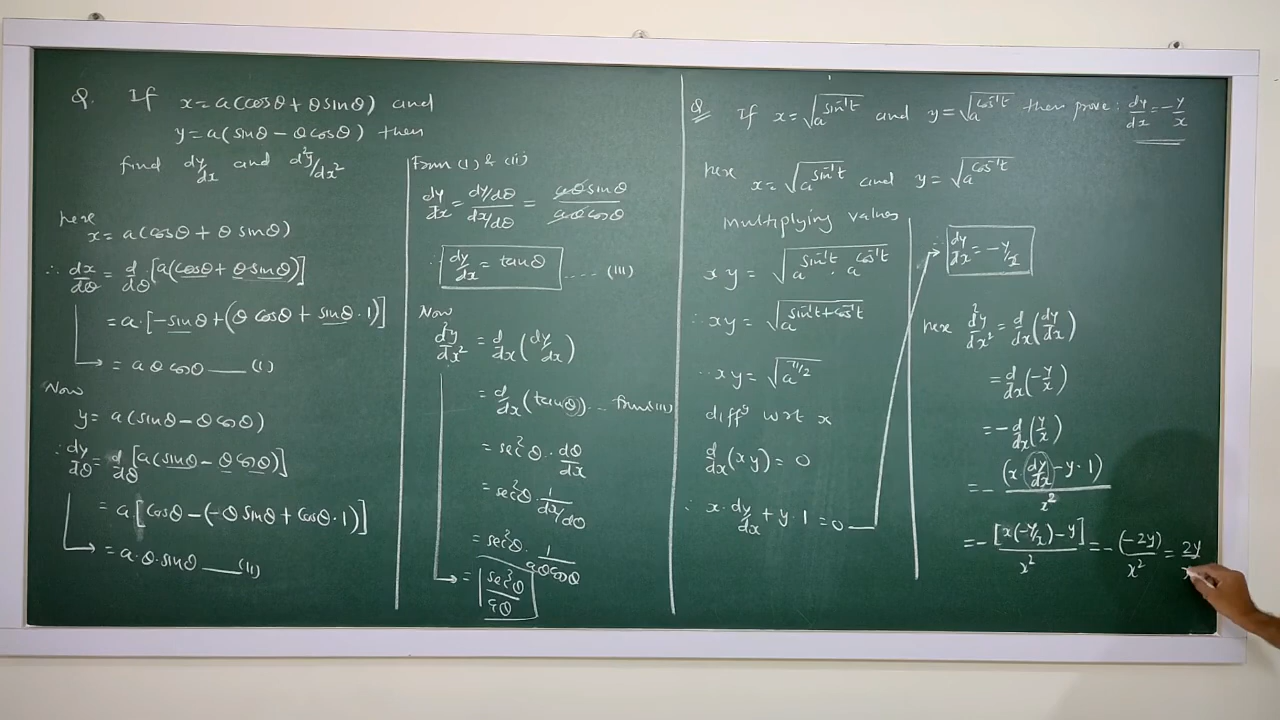 Q. If x = a(cosθ + θ sinθ) and
y = a(sinθ - θ cosθ) then
find dy/dx and d²y/dx²
here
x = a(cosθ + θ sinθ)
∴ dx/dθ = d/dθ [a(cosθ + θ·sinθ)]
= a·[-sinθ + (θ cosθ + sinθ·1)]
= aθ cosθ ___ (I)
Now
y = a(sinθ - θ cosθ)
∴ dy/dθ = d/dθ [a(sinθ - θ cosθ)]
= a·[cosθ - (-θ sinθ + cosθ·1)]
= a·θ·sinθ ___ (II)
From (I) & (II)
dy/dx = (dy/dθ)/(dx/dθ) = aθ sinθ/aθ cosθ
∴ dy/dx = tanθ ..... (III)
Now
d²y/dx² = d/dx (dy/dx)
= d/dx (tanθ) ... from (III)
= sec²θ · dθ/dx
= sec²θ · 1/(dx/dθ)
= sec²θ · 1/(aθ cosθ)
= sec³θ/aθ
Q If x = √(a^(sin⁻¹t)) and y = √(a^(cos⁻¹t)) then prove: dy/dx = -y/x
here x = √(a^(sin⁻¹t)) and y = √(a^(cos⁻¹t))
Multiplying values
x y = √(a^(sin⁻¹t) · a^(cos⁻¹t))
∴ xy = √(a^(sin⁻¹t + cos⁻¹t))
∴ xy = √(a^(π/2))
diffʸ wrt x
d/dx (xy) = 0
∴ x·dy/dx + y·1 = 0
∴ dy/dx = -y/x
here d²y/dx² = d/dx (dy/dx)
= d/dx (-y/x)
= -d/dx (y/x)
= -(x·dy/dx - y·1)/x²
= -[x(-y/x) - y]/x² = -(-2y)/x² = 2y/x